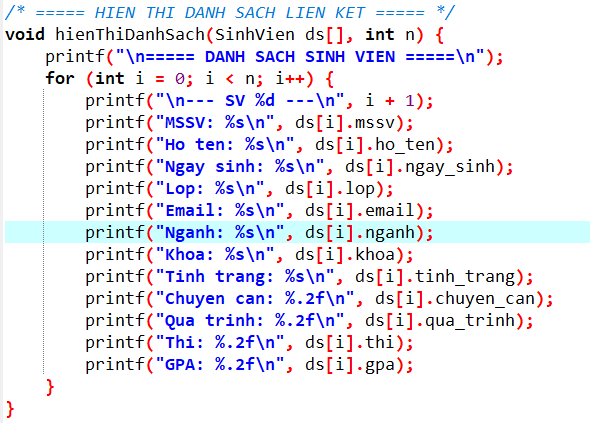 /* ===== HIEN THI DANH SACH LIEN KET ===== */
void hienThiDanhSach(SinhVien ds[], int n) {
    printf("\n===== DANH SACH SINH VIEN =====\n");
    for (int i = 0; i < n; i++) {
        printf("\n--- SV %d ---\n", i + 1);
        printf("MSSV: %s\n", ds[i].mssv);
        printf("Ho ten: %s\n", ds[i].ho_ten);
        printf("Ngay sinh: %s\n", ds[i].ngay_sinh);
        printf("Lop: %s\n", ds[i].lop);
        printf("Email: %s\n", ds[i].email);
        printf("Nganh: %s\n", ds[i].nganh);
        printf("Khoa: %s\n", ds[i].khoa);
        printf("Tinh trang: %s\n", ds[i].tinh_trang);
        printf("Chuyen can: %.2f\n", ds[i].chuyen_can);
        printf("Qua trinh: %.2f\n", ds[i].qua_trinh);
        printf("Thi: %.2f\n", ds[i].thi);
        printf("GPA: %.2f\n", ds[i].gpa);
    }
}